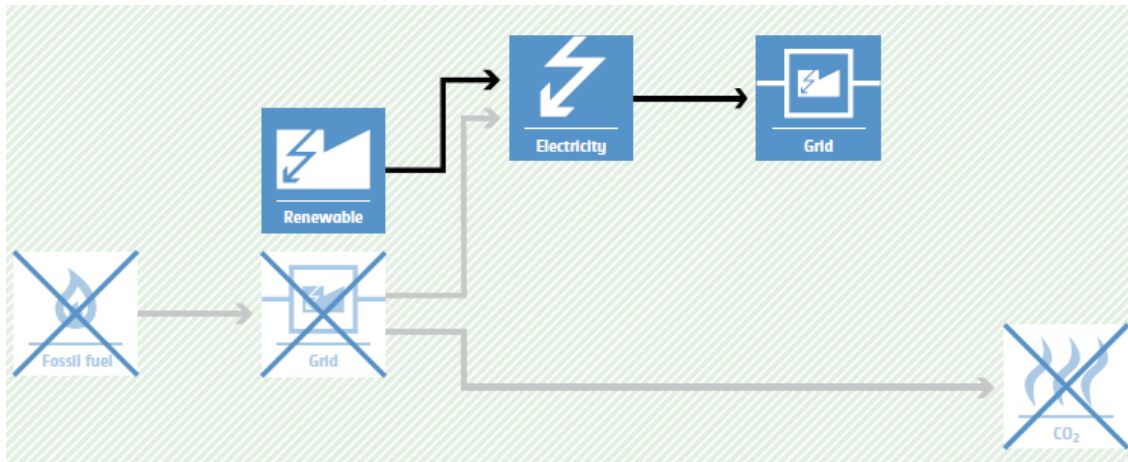 Electricity
Grid
Renewable
Fossil fuel
Grid
CO₂